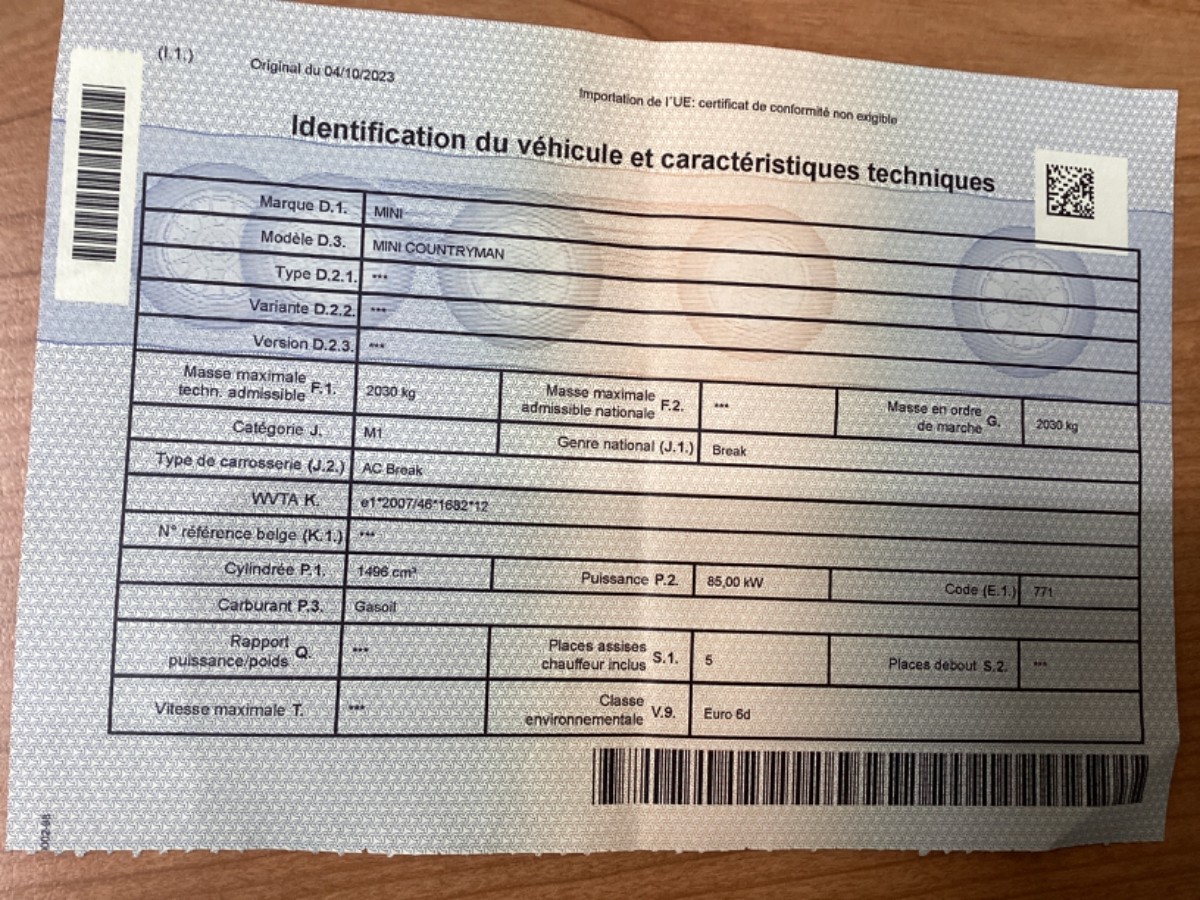 (I.1.) Original du 04/10/2023
Importation de l'UE: certificat de conformité non exigible
Identification du véhicule et caractéristiques techniques
Marque D.1. MINI
Modèle D.3. MINI COUNTRYMAN
Type D.2.1. ***
Variante D.2.2. ***
Version D.2.3. ***
Masse maximale techn. admissible F.1. 2030 kg Masse maximale admissible nationale F.2. *** Masse en ordre de marche G. 2030 kg
Catégorie J. M1 Genre national (J.1.) Break
Type de carrosserie (J.2.) AC Break
WVTA K. e1*2007/46*1682*12
N° référence belge (K.1.) ***
Cylindrée P.1. 1496 cm³ Puissance P.2. 85,00 kW Code (E.1.) 771
Carburant P.3. Gasoil
Rapport puissance/poids Q. *** Places assises chauffeur inclus S.1. 5 Places debout S.2. ***
Vitesse maximale T. *** Classe environnementale V.9. Euro 6d